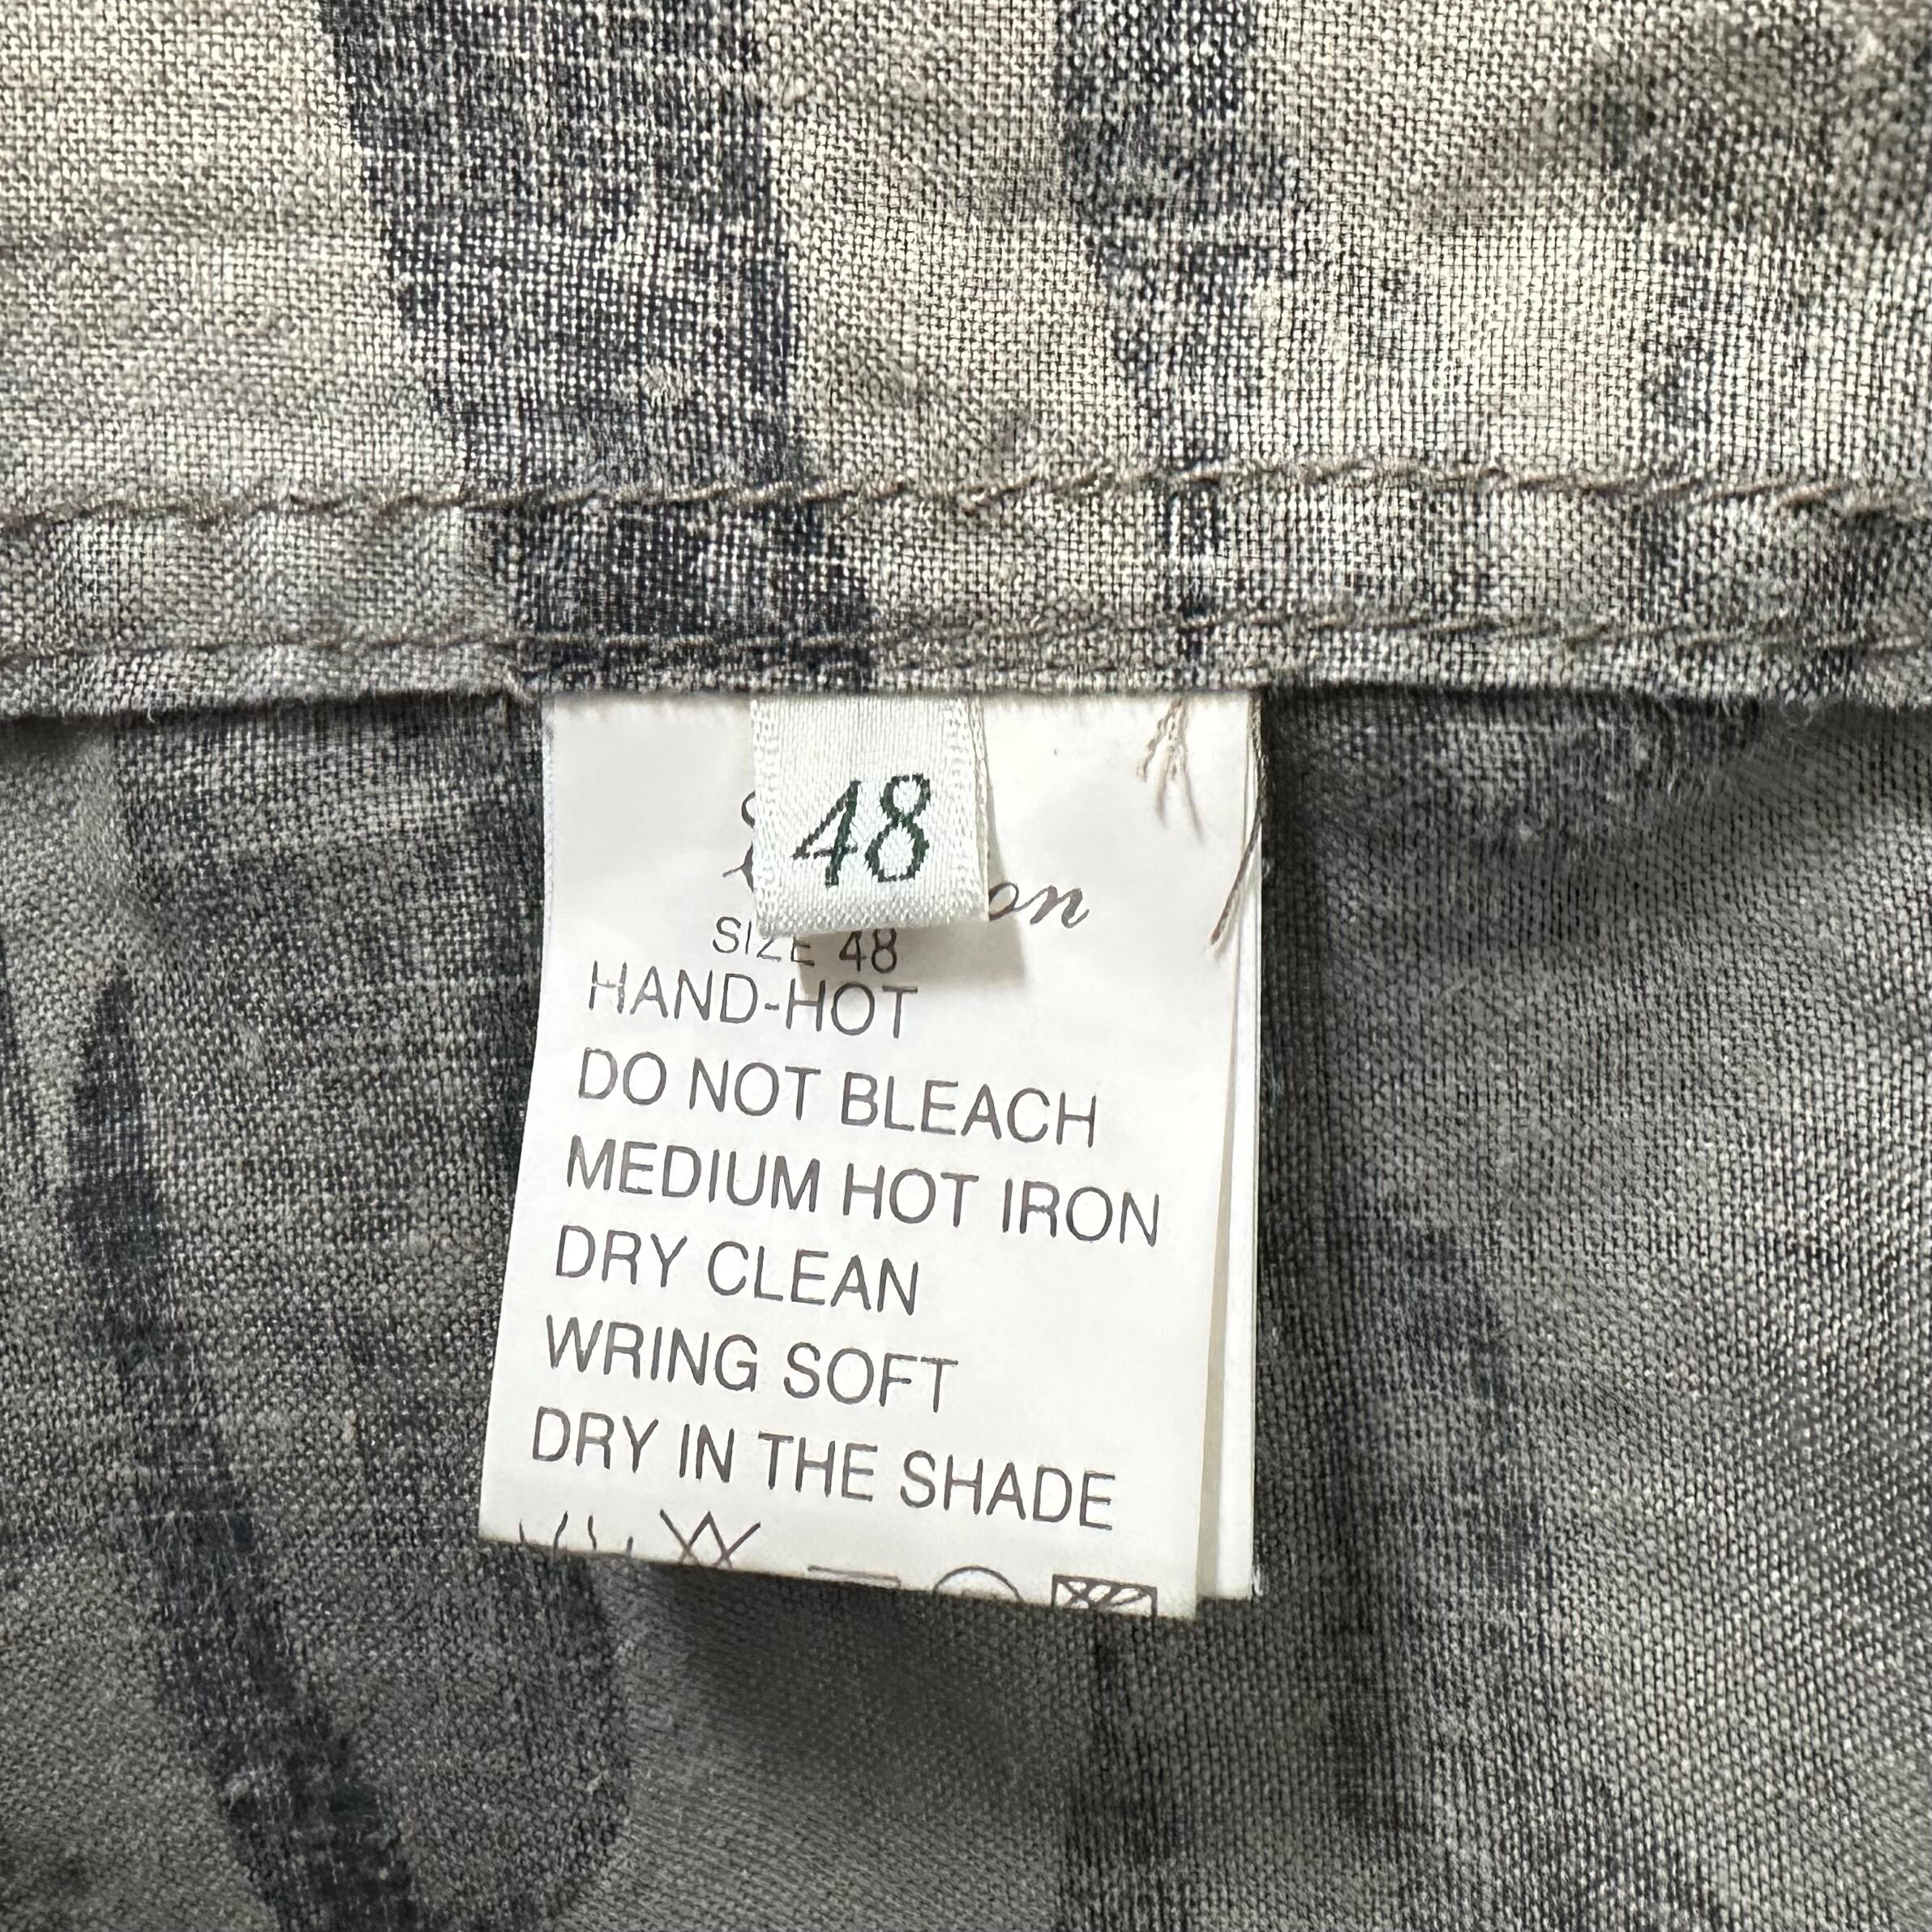 48
SIZE 48
HAND-HOT
DO NOT BLEACH
MEDIUM HOT IRON
DRY CLEAN
WRING SOFT
DRY IN THE SHADE